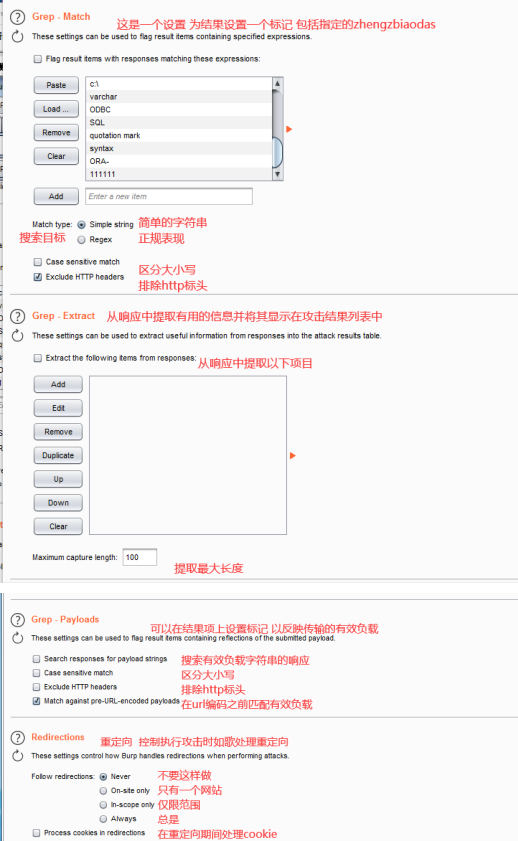 Grep - Match
这是一个设置 为结果设置一个标记 包括指定的zhengzbiaodas
These settings can be used to flag result items containing specified expressions.
Flag result items with responses matching these expressions:
Paste
Load ...
Remove
Clear
c:\
varchar
ODBC
SQL
quotation mark
syntax
ORA-
111111
Add
Enter a new item
Match type: Simple string 简单的字符串
搜索目标 Regex 正规表现
Case sensitive match 区分大小写
Exclude HTTP headers 排除http标头
Grep - Extract 从响应中提取有用的信息并将其显示在攻击结果列表中
These settings can be used to extract useful information from responses into the attack results table.
Extract the following items from responses: 从响应中提取以下项目
Add
Edit
Remove
Duplicate
Up
Down
Clear
Maximum capture length: 100
提取最大长度
Grep - Payloads
可以在结果项上设置标记 以反映传输的有效负载
These settings can be used to flag result items containing reflections of the submitted payload.
Search responses for payload strings 搜索有效负载字符串的响应
Case sensitive match 区分大小写
Exclude HTTP headers 排除http标头
Match against pre-URL-encoded payloads 在url编码之前匹配有效负载
Redirections 重定向 控制执行攻击时如歌处理重定向
These settings control how Burp handles redirections when performing attacks.
Follow redirections: Never 不要这样做
On-site only 只有一个网站
In-scope only 仅限范围
Always 总是
Process cookies in redirections 在重定向期间处理cookie